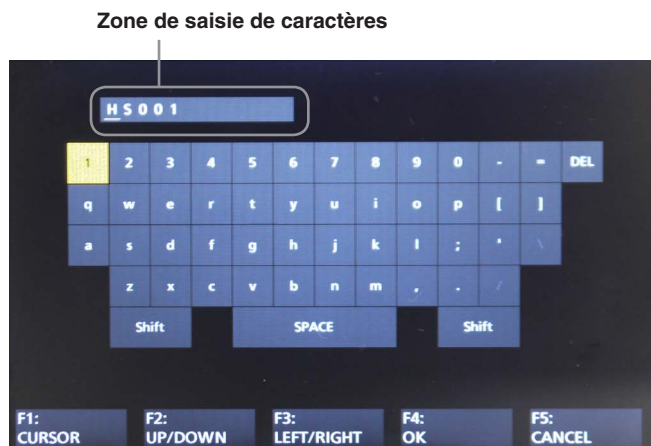 Zone de saisie de caractères
HS001
1 2 3 4 5 6 7 8 9 0 - = DEL
q w e r t y u i o p [ ]
a s d f g h j k l ; ' \
z x c v b n m , . /
Shift SPACE Shift
F1: F2: F3: F4: F5:
CURSOR UP/DOWN LEFT/RIGHT OK CANCEL